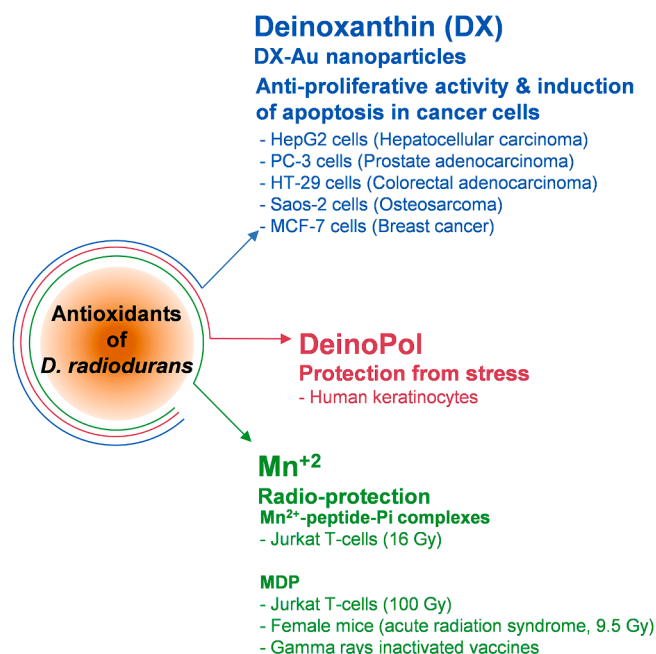 Deinoxanthin (DX)
DX-Au nanoparticles
Anti-proliferative activity & induction
of apoptosis in cancer cells
- HepG2 cells (Hepatocellular carcinoma)
- PC-3 cells (Prostate adenocarcinoma)
- HT-29 cells (Colorectal adenocarcinoma)
- Saos-2 cells (Osteosarcoma)
- MCF-7 cells (Breast cancer)
Antioxidants
of
D. radiodurans
DeinoPol
Protection from stress
- Human keratinocytes
Mn⁺²
Radio-protection
Mn²⁺-peptide-Pi complexes
- Jurkat T-cells (16 Gy)
MDP
- Jurkat T-cells (100 Gy)
- Female mice (acute radiation syndrome, 9.5 Gy)
- Gamma rays inactivated vaccines